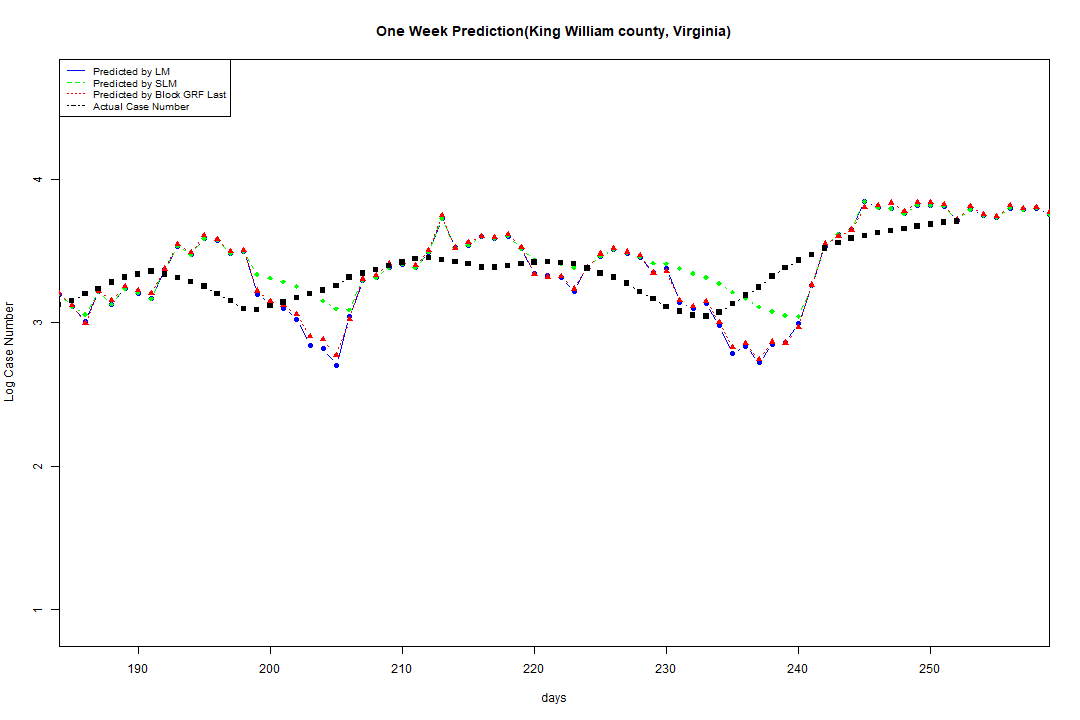 One Week Prediction(King William county, Virginia)
Predicted by LM
Predicted by SLM
Predicted by Block GRF Last
Actual Case Number
4
3
2
1
Log Case Number
190 200 210 220 230 240 250
days